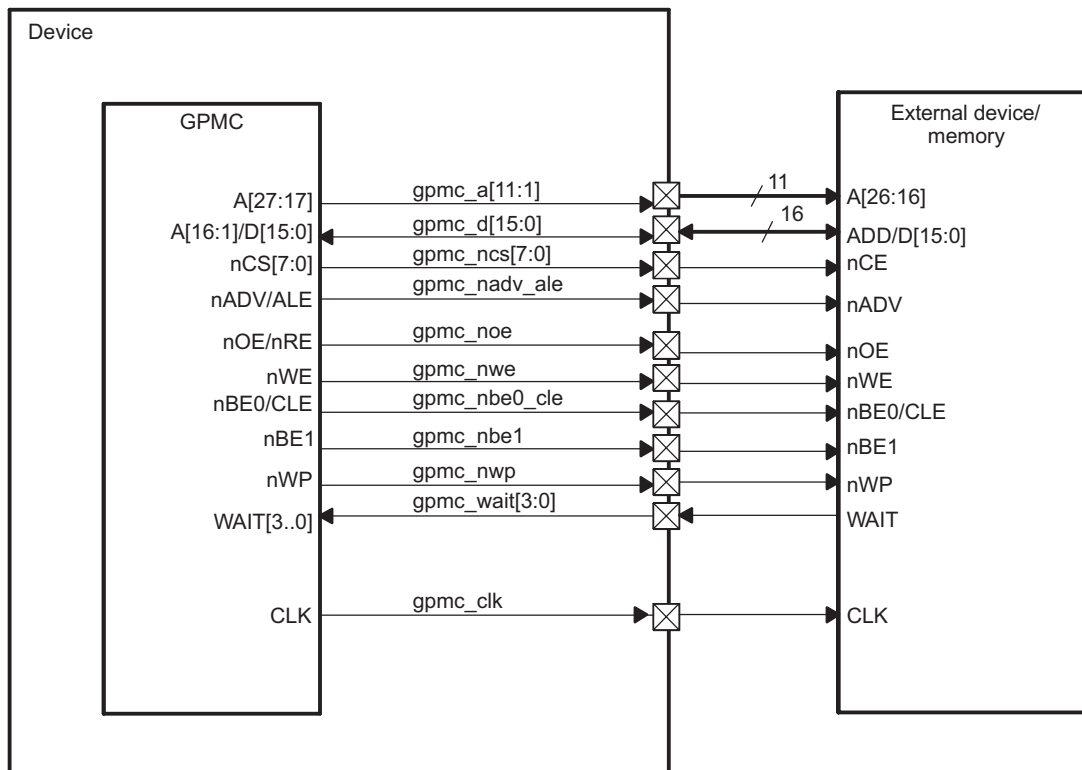 Device
GPMC
External device/
memory
A[27:17]
gpmc_a[11:1]
11
A[26:16]
A[16:1]/D[15:0]
gpmc_d[15:0]
16
ADD/D[15:0]
nCS[7:0]
gpmc_ncs[7:0]
nCE
nADV/ALE
gpmc_nadv_ale
nADV
nOE/nRE
gpmc_noe
nOE
nWE
gpmc_nwe
nWE
nBE0/CLE
gpmc_nbe0_cle
nBE0/CLE
nBE1
gpmc_nbe1
nBE1
nWP
gpmc_nwp
nWP
WAIT[3..0]
gpmc_wait[3:0]
WAIT
CLK
gpmc_clk
CLK